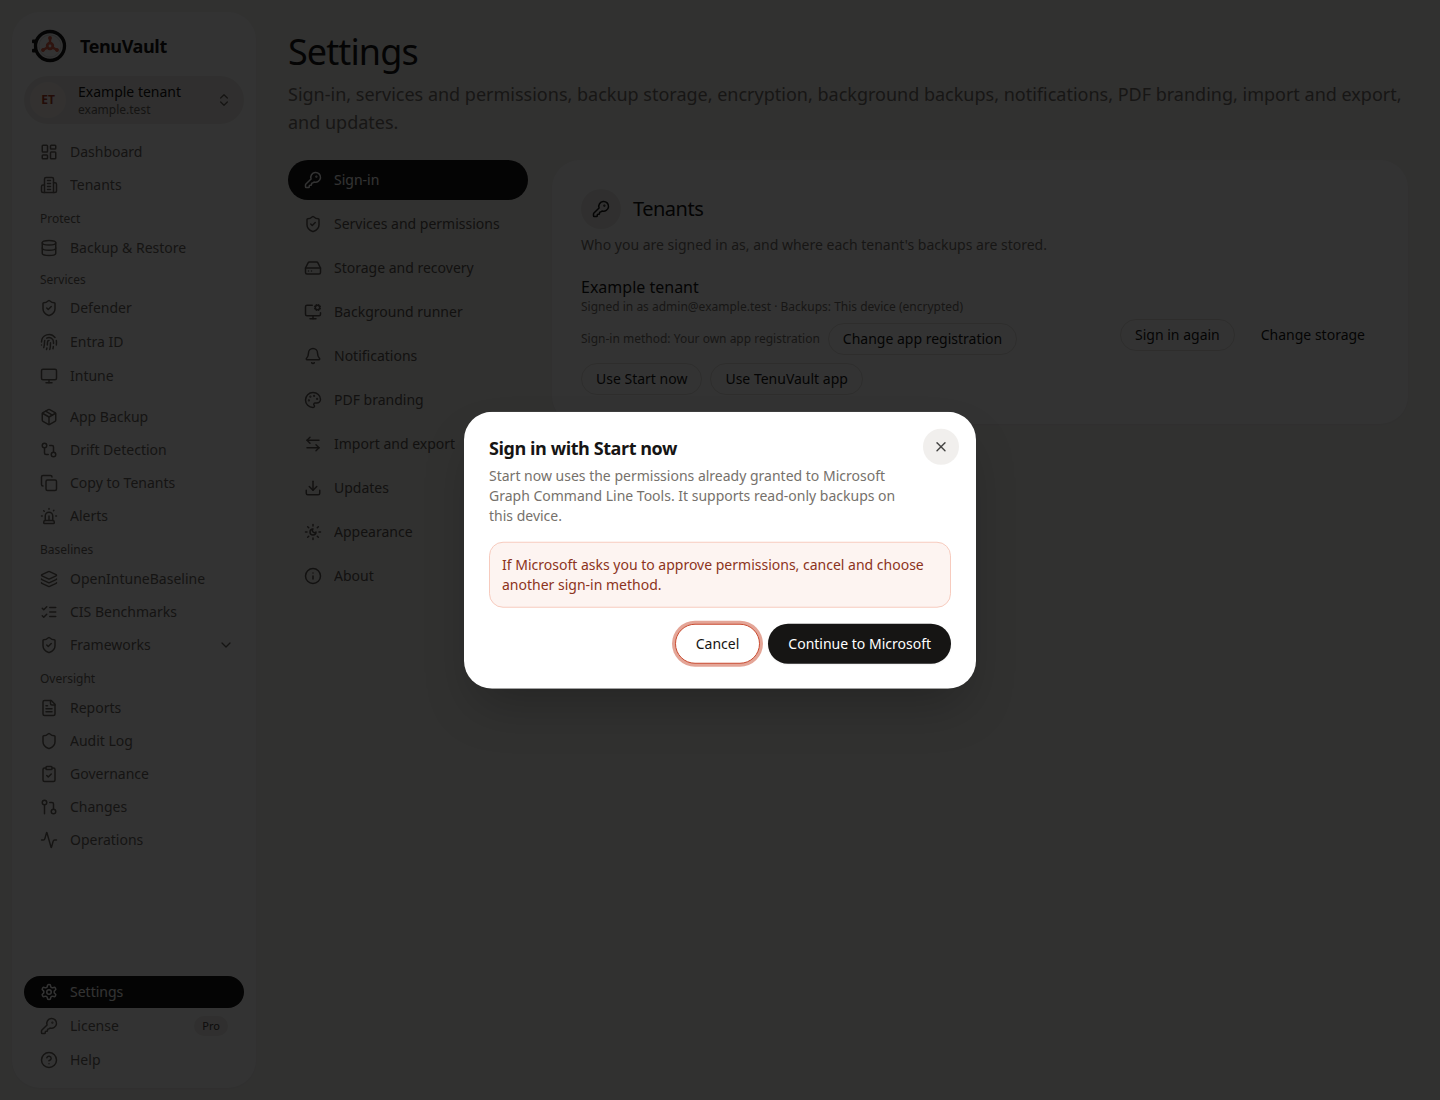 TenuVault
ET
Example tenant
example.test
Dashboard
Tenants
Protect
Backup & Restore
Services
Defender
Entra ID
Intune
App Backup
Drift Detection
Copy to Tenants
Alerts
Baselines
OpenIntuneBaseline
CIS Benchmarks
Frameworks
Oversight
Reports
Audit Log
Governance
Changes
Operations
Settings
License
Pro
Help
Settings
Sign-in, services and permissions, backup storage, encryption, background backups, notifications, PDF branding, import and export,
and updates.
Sign-in
Services and permissions
Storage and recovery
Background runner
Notifications
PDF branding
Import and export
Updates
Appearance
About
Tenants
Who you are signed in as, and where each tenant's backups are stored.
Example tenant
Signed in as admin@example.test · Backups: This device (encrypted)
Sign-in method: Your own app registration
Change app registration
Use Start now
Use TenuVault app
Sign in again
Change storage
Sign in with Start now
Start now uses the permissions already granted to Microsoft
Graph Command Line Tools. It supports read-only backups on
this device.
If Microsoft asks you to approve permissions, cancel and choose
another sign-in method.
Cancel
Continue to Microsoft